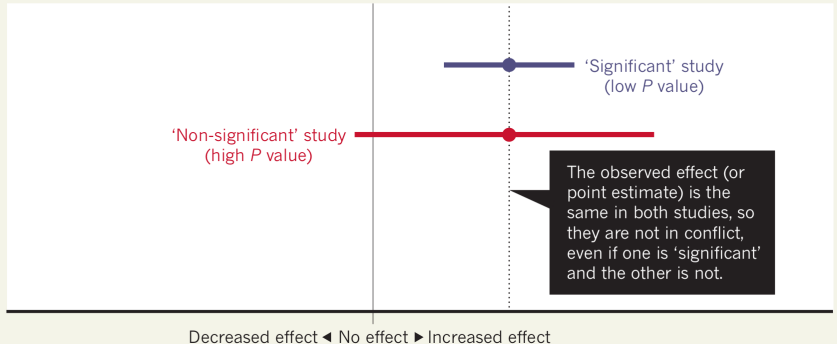 ‘Significant’ study
(low P value)
‘Non-significant’ study
(high P value)
The observed effect (or
point estimate) is the
same in both studies, so
they are not in conflict,
even if one is ‘significant’
and the other is not.
Decreased effect ◄ No effect ► Increased effect